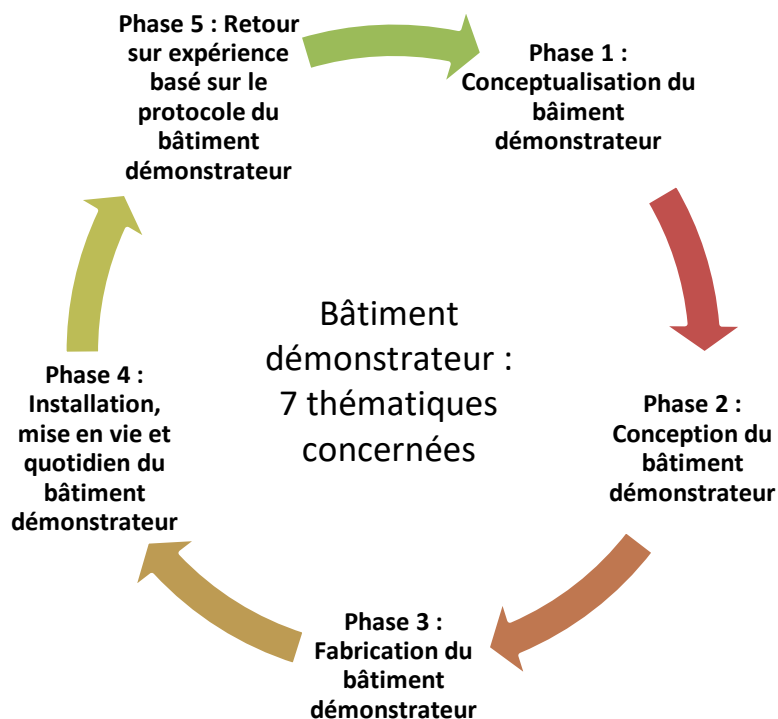 Phase 5 : Retour
sur expérience
basé sur le
protocole du
bâtiment
démonstrateur
Phase 1 :
Conceptualisation du
bâiment
démonstrateur
Bâtiment
démonstrateur :
7 thématiques
concernées
Phase 2 :
Conception du
bâtiment
démonstrateur
Phase 3 :
Fabrication du
bâtiment
démonstrateur
Phase 4 :
Installation,
mise en vie et
quotidien du
bâtiment
démonstrateur